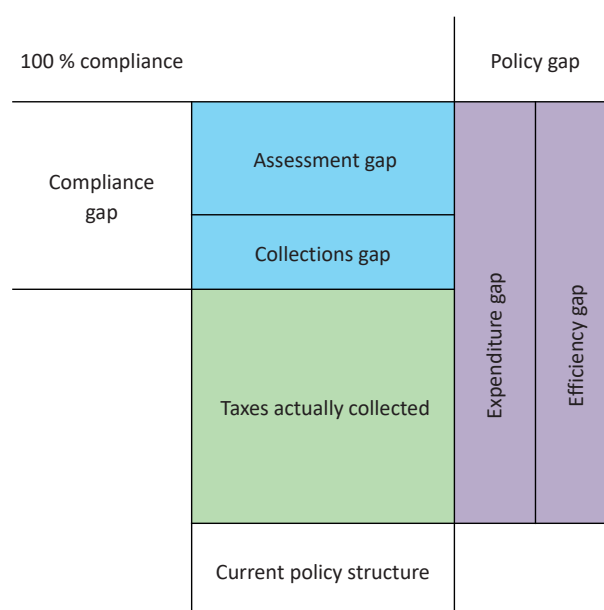 100 % compliance
Policy gap
Compliance
gap
Assessment gap
Collections gap
Taxes actually collected
Expenditure gap
Efficiency gap
Current policy structure